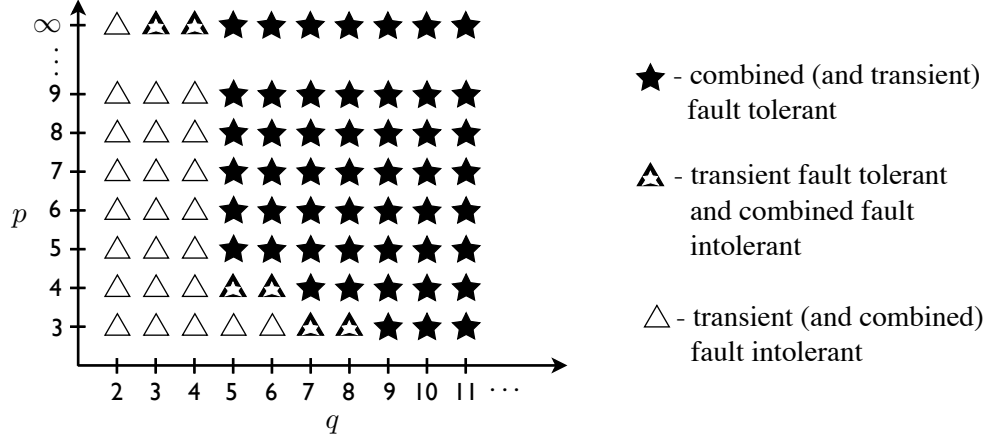 ∞
⋮
9
8
7
6
5
4
3
p
2 3 4 5 6 7 8 9 10 11 ···
q
- combined (and transient)
fault tolerant
- transient fault tolerant
and combined fault
intolerant
- transient (and combined)
fault intolerant